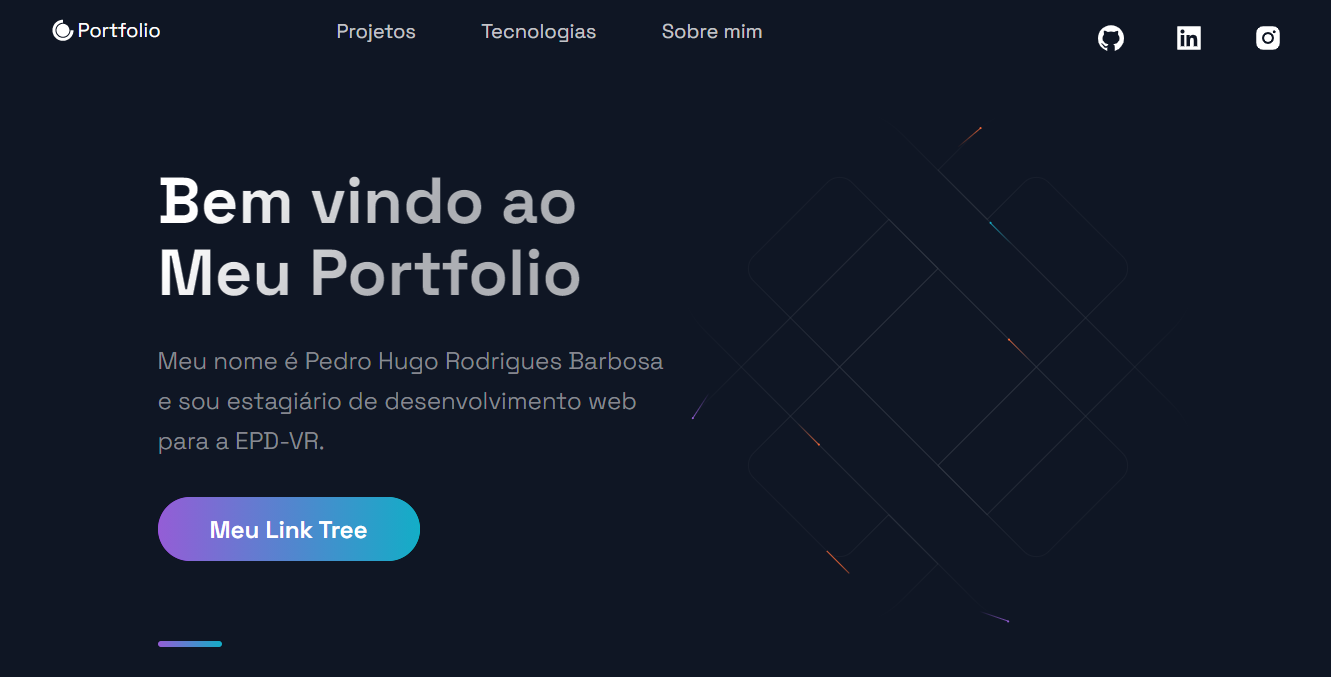 Portfolio
Projetos
Tecnologias
Sobre mim
Bem vindo ao
Meu Portfolio
Meu nome é Pedro Hugo Rodrigues Barbosa
e sou estagiário de desenvolvimento web
para a EPD-VR.
Meu Link Tree